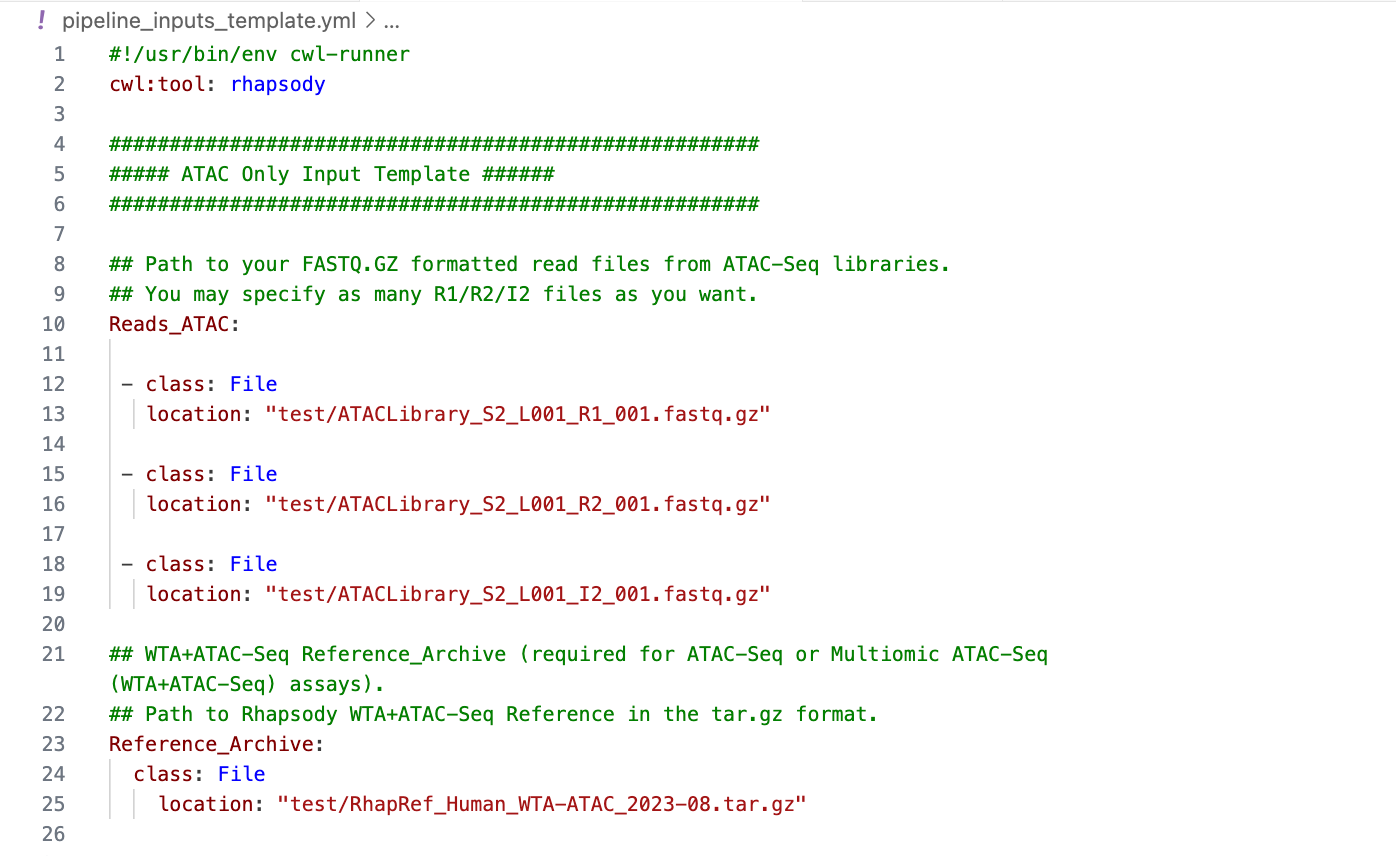 ! pipeline_inputs_template.yml > ...
1 #!/usr/bin/env cwl-runner
2 cwl:tool: rhapsody
3
4 ######################################################
5 ##### ATAC Only Input Template ######
6 ######################################################
7
8 ## Path to your FASTQ.GZ formatted read files from ATAC-Seq libraries.
9 ## You may specify as many R1/R2/I2 files as you want.
10 Reads_ATAC:
11
12  - class: File
13    location: "test/ATACLibrary_S2_L001_R1_001.fastq.gz"
14
15  - class: File
16    location: "test/ATACLibrary_S2_L001_R2_001.fastq.gz"
17
18  - class: File
19    location: "test/ATACLibrary_S2_L001_I2_001.fastq.gz"
20
21 ## WTA+ATAC-Seq Reference_Archive (required for ATAC-Seq or Multiomic ATAC-Seq
(WTA+ATAC-Seq) assays).
22 ## Path to Rhapsody WTA+ATAC-Seq Reference in the tar.gz format.
23 Reference_Archive:
24   class: File
25     location: "test/RhapRef_Human_WTA-ATAC_2023-08.tar.gz"
26